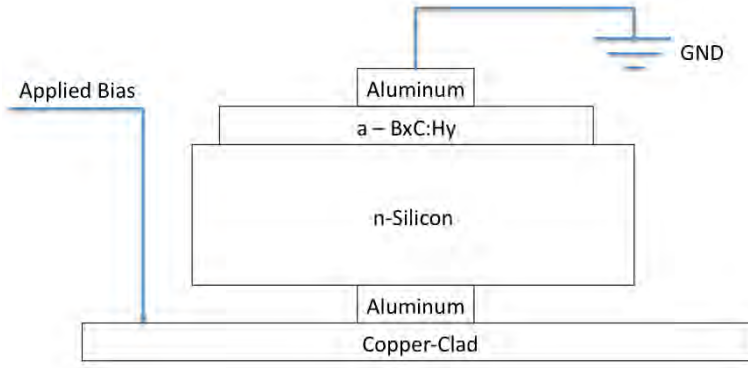 GND
Applied Bias
Aluminum
a – BxC:Hy
n-Silicon
Aluminum
Copper-Clad